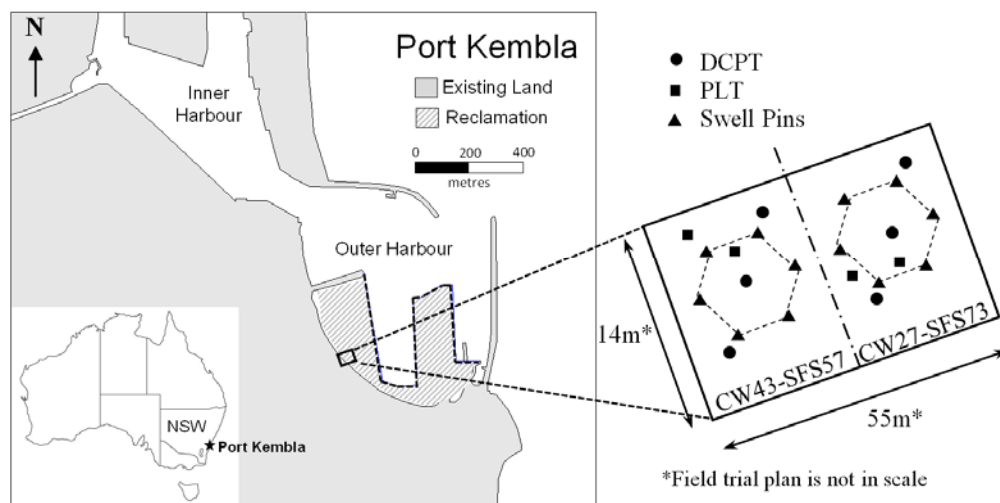 N
Port Kembla
Existing Land
Reclamation
0 200 400
metres
Inner
Harbour
Outer Harbour
NSW
Port Kembla
DCPT
PLT
Swell Pins
14m*
CW43-SFS57
CW27-SFS73
55m*
*Field trial plan is not in scale